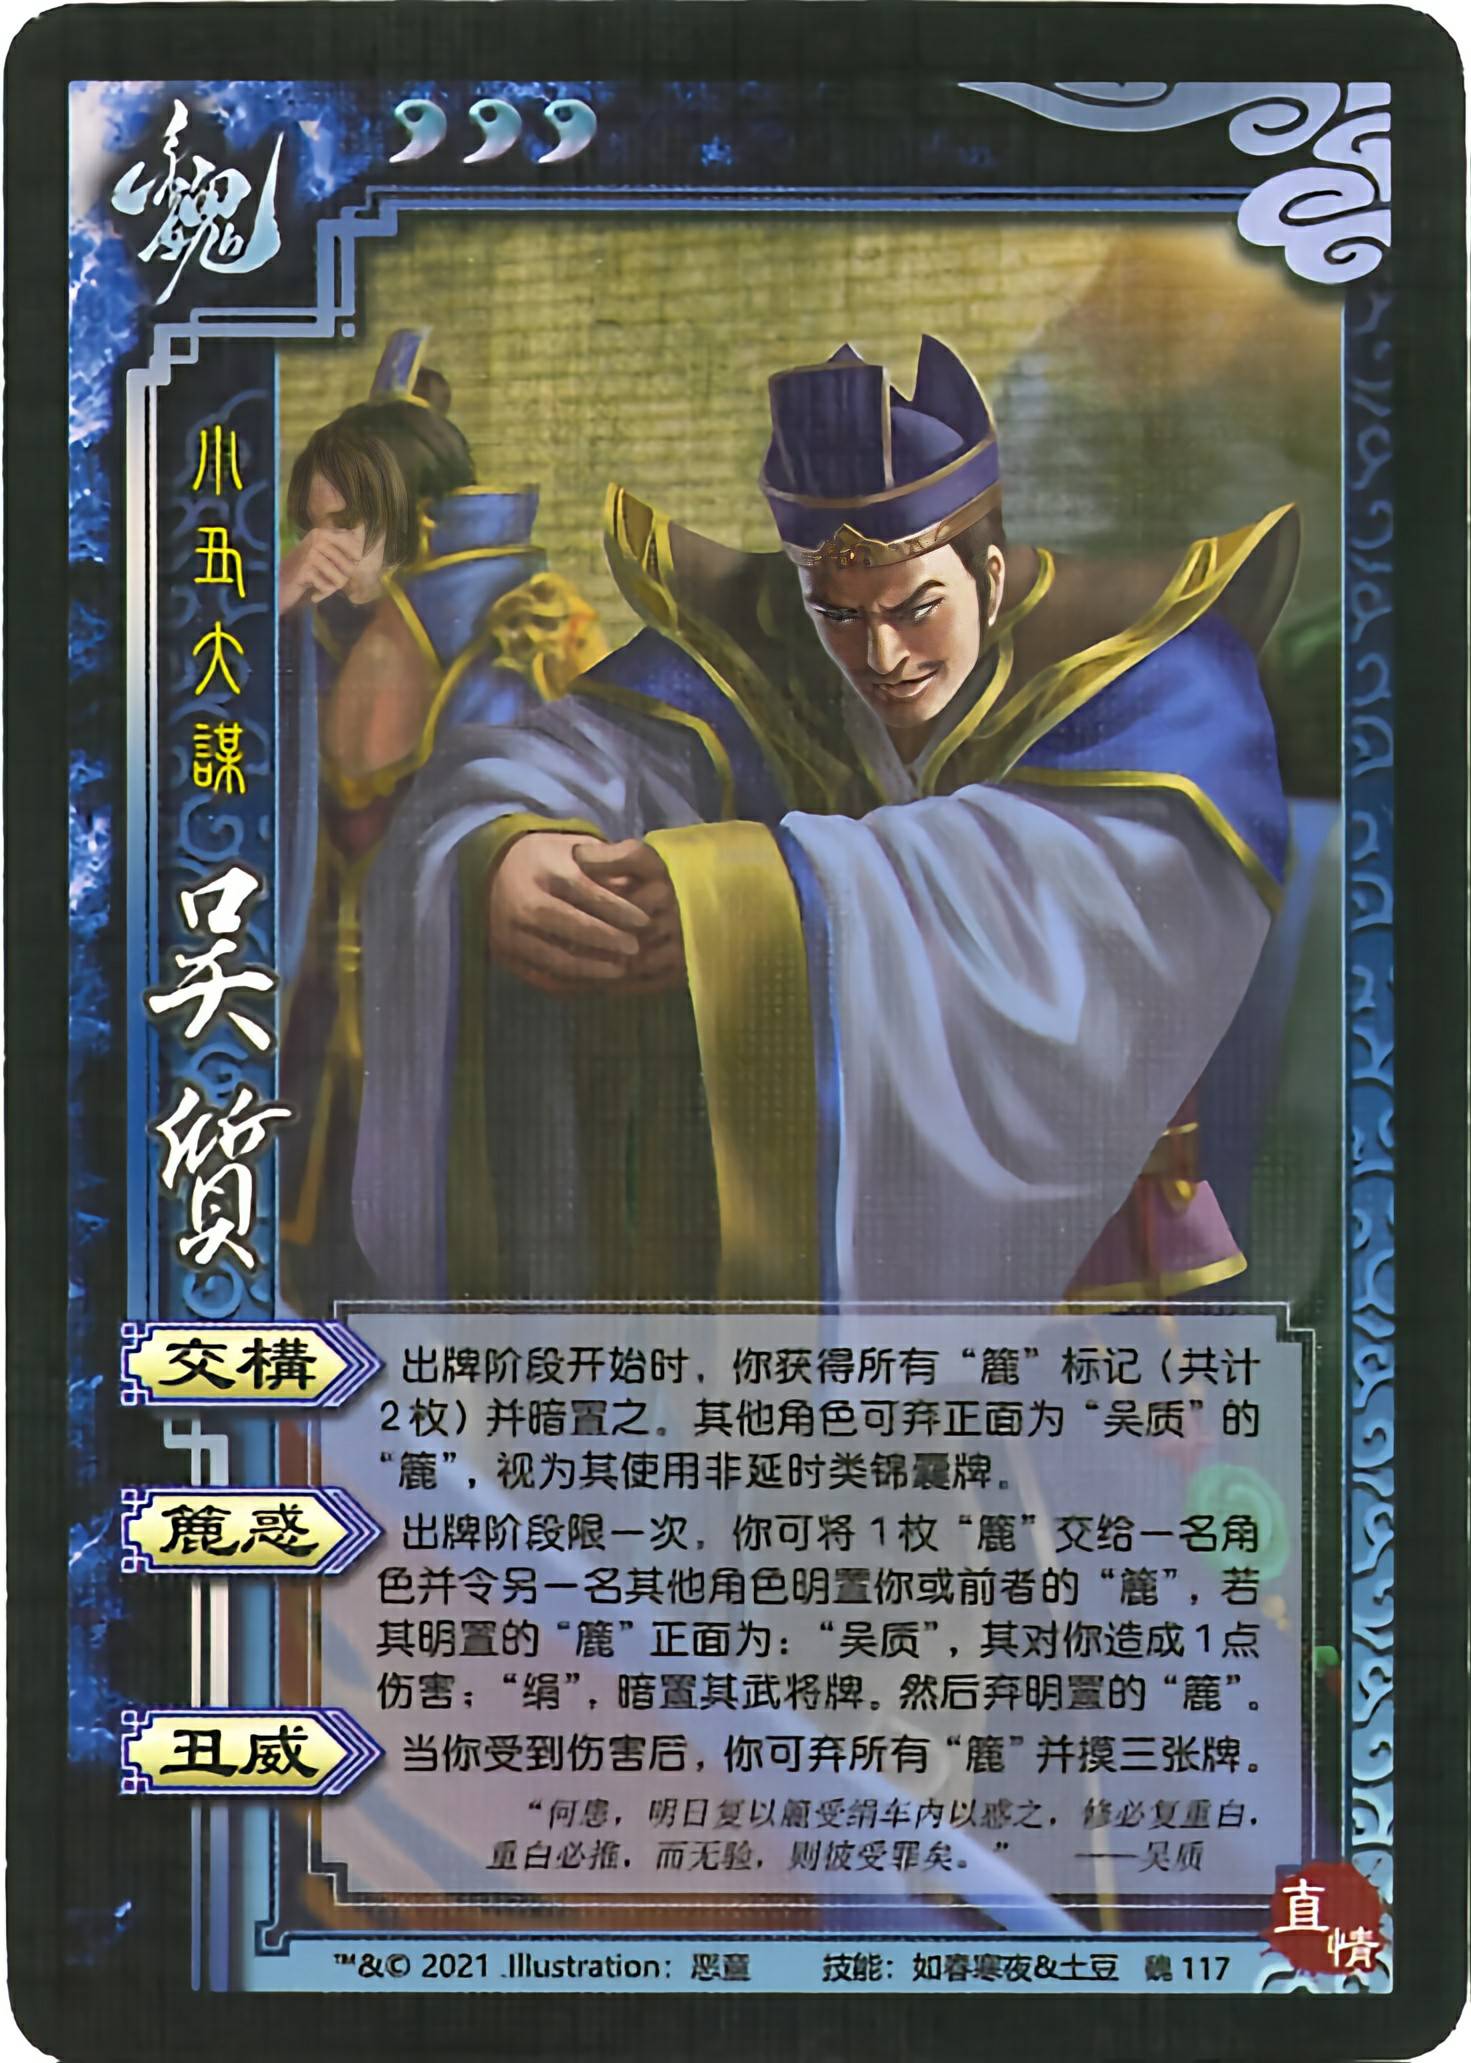 魏
小丑大謀
吴質
交構
出牌阶段开始时，你获得所有“簏”标记（共计
2枚）并暗置之。其他角色可弃正面为“吴质”的
“簏”，视为其使用非延时类锦囊牌。
簏惑
出牌阶段限一次，你可将1枚“簏”交给一名角
色并令另一名其他角色明置你或前者的“簏”，若
其明置的“簏”正面为：“吴质”，其对你造成1点
伤害；“绢”，暗置其武将牌。然后弃明置的“簏”。
丑威
当你受到伤害后，你可弃所有“簏”并摸三张牌。
“何患，明日复以簏受绢车内以惑之，修必复重白，
重白必推，而无验，则彼受罪矣。” ——吴质
直情
™&© 2021 .Illustration：恶童 技能：如春寒夜&土豆 魏 117